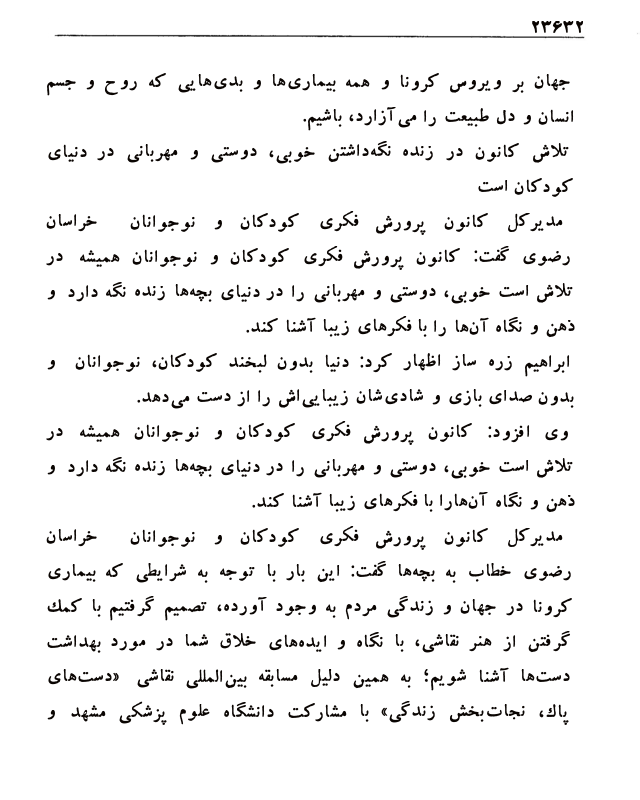 ۲۳۶۳۲
جهان بر ویروس کرونا و همه بیماری‌ها و بدی‌هایی که روح و جسم
انسان و دل طبیعت را می‌آزارد، باشیم.
تلاش کانون در زنده نگه‌داشتن خوبی، دوستی و مهربانی در دنیای
کودکان است
مدیرکل کانون پرورش فکری کودکان و نوجوانان خراسان
رضوی گفت: کانون پرورش فکری کودکان و نوجوانان همیشه در
تلاش است خوبی، دوستی و مهربانی را در دنیای بچه‌ها زنده نگه دارد و
ذهن و نگاه آن‌ها را با فکرهای زیبا آشنا کند.
ابراهیم زره ساز اظهار کرد: دنیا بدون لبخند کودکان، نوجوانان و
بدون صدای بازی و شادی‌شان زیبایی‌اش را از دست می‌دهد.
وی افزود: کانون پرورش فکری کودکان و نوجوانان همیشه در
تلاش است خوبی، دوستی و مهربانی را در دنیای بچه‌ها زنده نگه دارد و
ذهن و نگاه آن‌هارا با فکرهای زیبا آشنا کند.
مدیرکل کانون پرورش فکری کودکان و نوجوانان خراسان
رضوی خطاب به بچه‌ها گفت: این بار با توجه به شرایطی که بیماری
کرونا در جهان و زندگی مردم به وجود آورده، تصمیم گرفتیم با کمك
گرفتن از هنر نقاشی، با نگاه و ایده‌های خلاق شما در مورد بهداشت
دست‌ها آشنا شویم؛ به همین دلیل مسابقه بین‌المللی نقاشی «دست‌های
پاك، نجات‌بخش زندگی» با مشارکت دانشگاه علوم پزشکی مشهد و